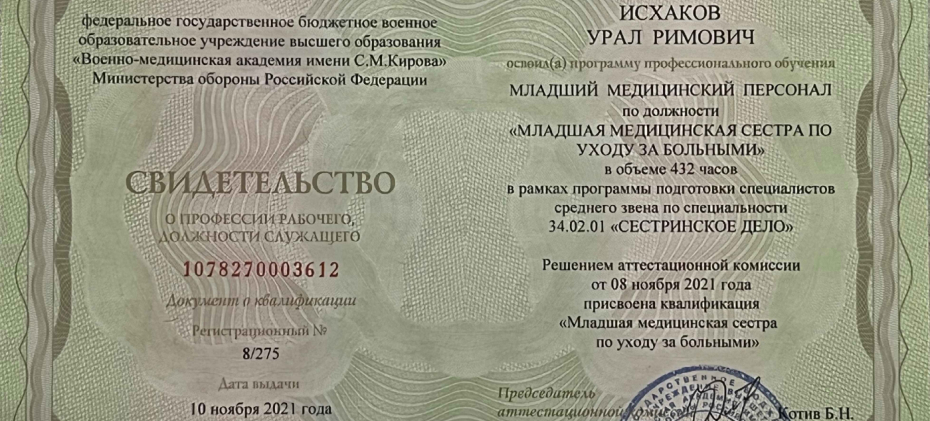 федеральное государственное бюджетное военное
образовательное учреждение высшего образования
«Военно-медицинская академия имени С.М.Кирова»
Министерства обороны Российской Федерации
СВИДЕТЕЛЬСТВО
О ПРОФЕССИИ РАБОЧЕГО,
ДОЛЖНОСТИ СЛУЖАЩЕГО
1078270003612
Документ о квалификации
Регистрационный №
8/275
Дата выдачи
10 ноября 2021 года
ИСХАКОВ
УРАЛ РИМОВИЧ
освоил(а) программу профессионального обучения
МЛАДШИЙ МЕДИЦИНСКИЙ ПЕРСОНАЛ
по должности
«МЛАДШАЯ МЕДИЦИНСКАЯ СЕСТРА ПО
УХОДУ ЗА БОЛЬНЫМИ»
в объеме 432 часов
в рамках программы подготовки специалистов
среднего звена по специальности
34.02.01 «СЕСТРИНСКОЕ ДЕЛО»
Решением аттестационной комиссии
от 08 ноября 2021 года
присвоена квалификация
«Младшая медицинская сестра
по уходу за больными»
Председатель
аттестационной комиссии
Котив Б.Н.